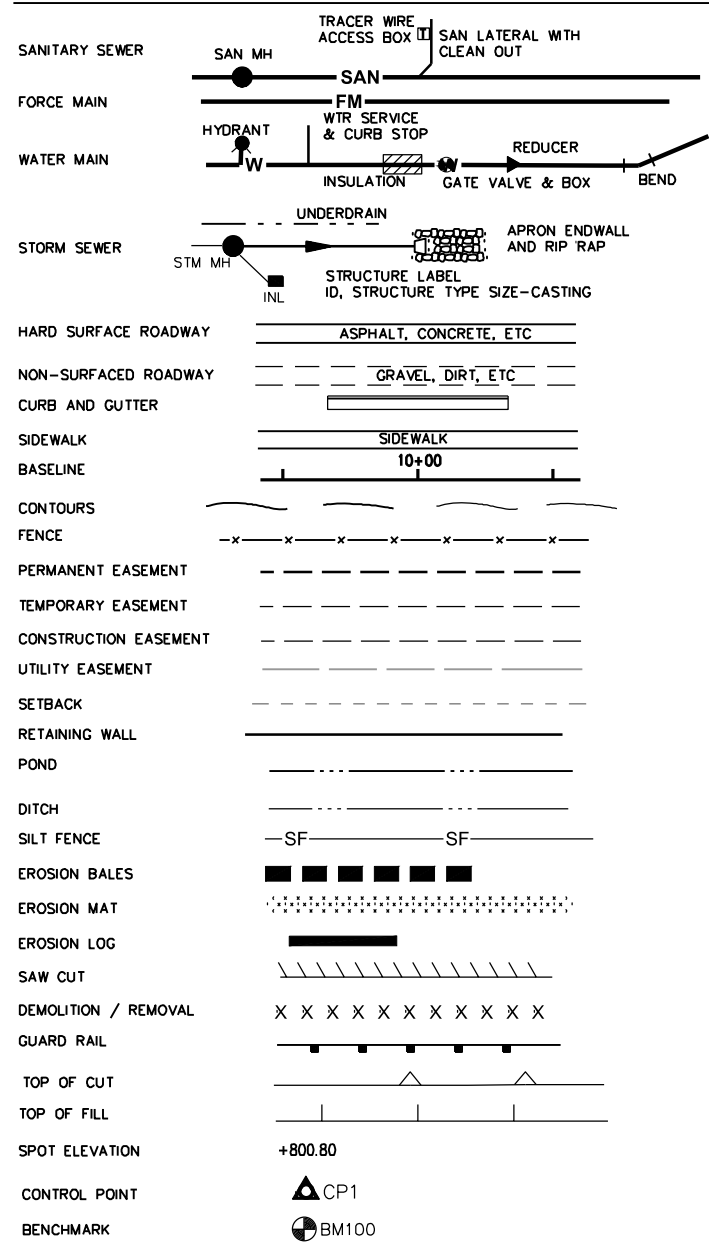 SANITARY SEWER
SAN MH
TRACER WIRE
ACCESS BOX
T
SAN LATERAL WITH
CLEAN OUT
SAN
FORCE MAIN
FM
WATER MAIN
HYDRANT
WTR SERVICE
& CURB STOP
W
INSULATION
W
GATE VALVE & BOX
REDUCER
BEND
UNDERDRAIN
STORM SEWER
STM MH
INL
APRON ENDWALL
AND RIP RAP
STRUCTURE LABEL
ID, STRUCTURE TYPE SIZE-CASTING
HARD SURFACE ROADWAY
ASPHALT, CONCRETE, ETC
NON-SURFACED ROADWAY
GRAVEL, DIRT, ETC
CURB AND GUTTER
SIDEWALK
SIDEWALK
BASELINE
10+00
CONTOURS
FENCE
PERMANENT EASEMENT
TEMPORARY EASEMENT
CONSTRUCTION EASEMENT
UTILITY EASEMENT
SETBACK
RETAINING WALL
POND
DITCH
SILT FENCE
SF SF
EROSION BALES
EROSION MAT
EROSION LOG
SAW CUT
DEMOLITION / REMOVAL
GUARD RAIL
TOP OF CUT
TOP OF FILL
SPOT ELEVATION
+800.80
CONTROL POINT
CP1
BENCHMARK
BM100